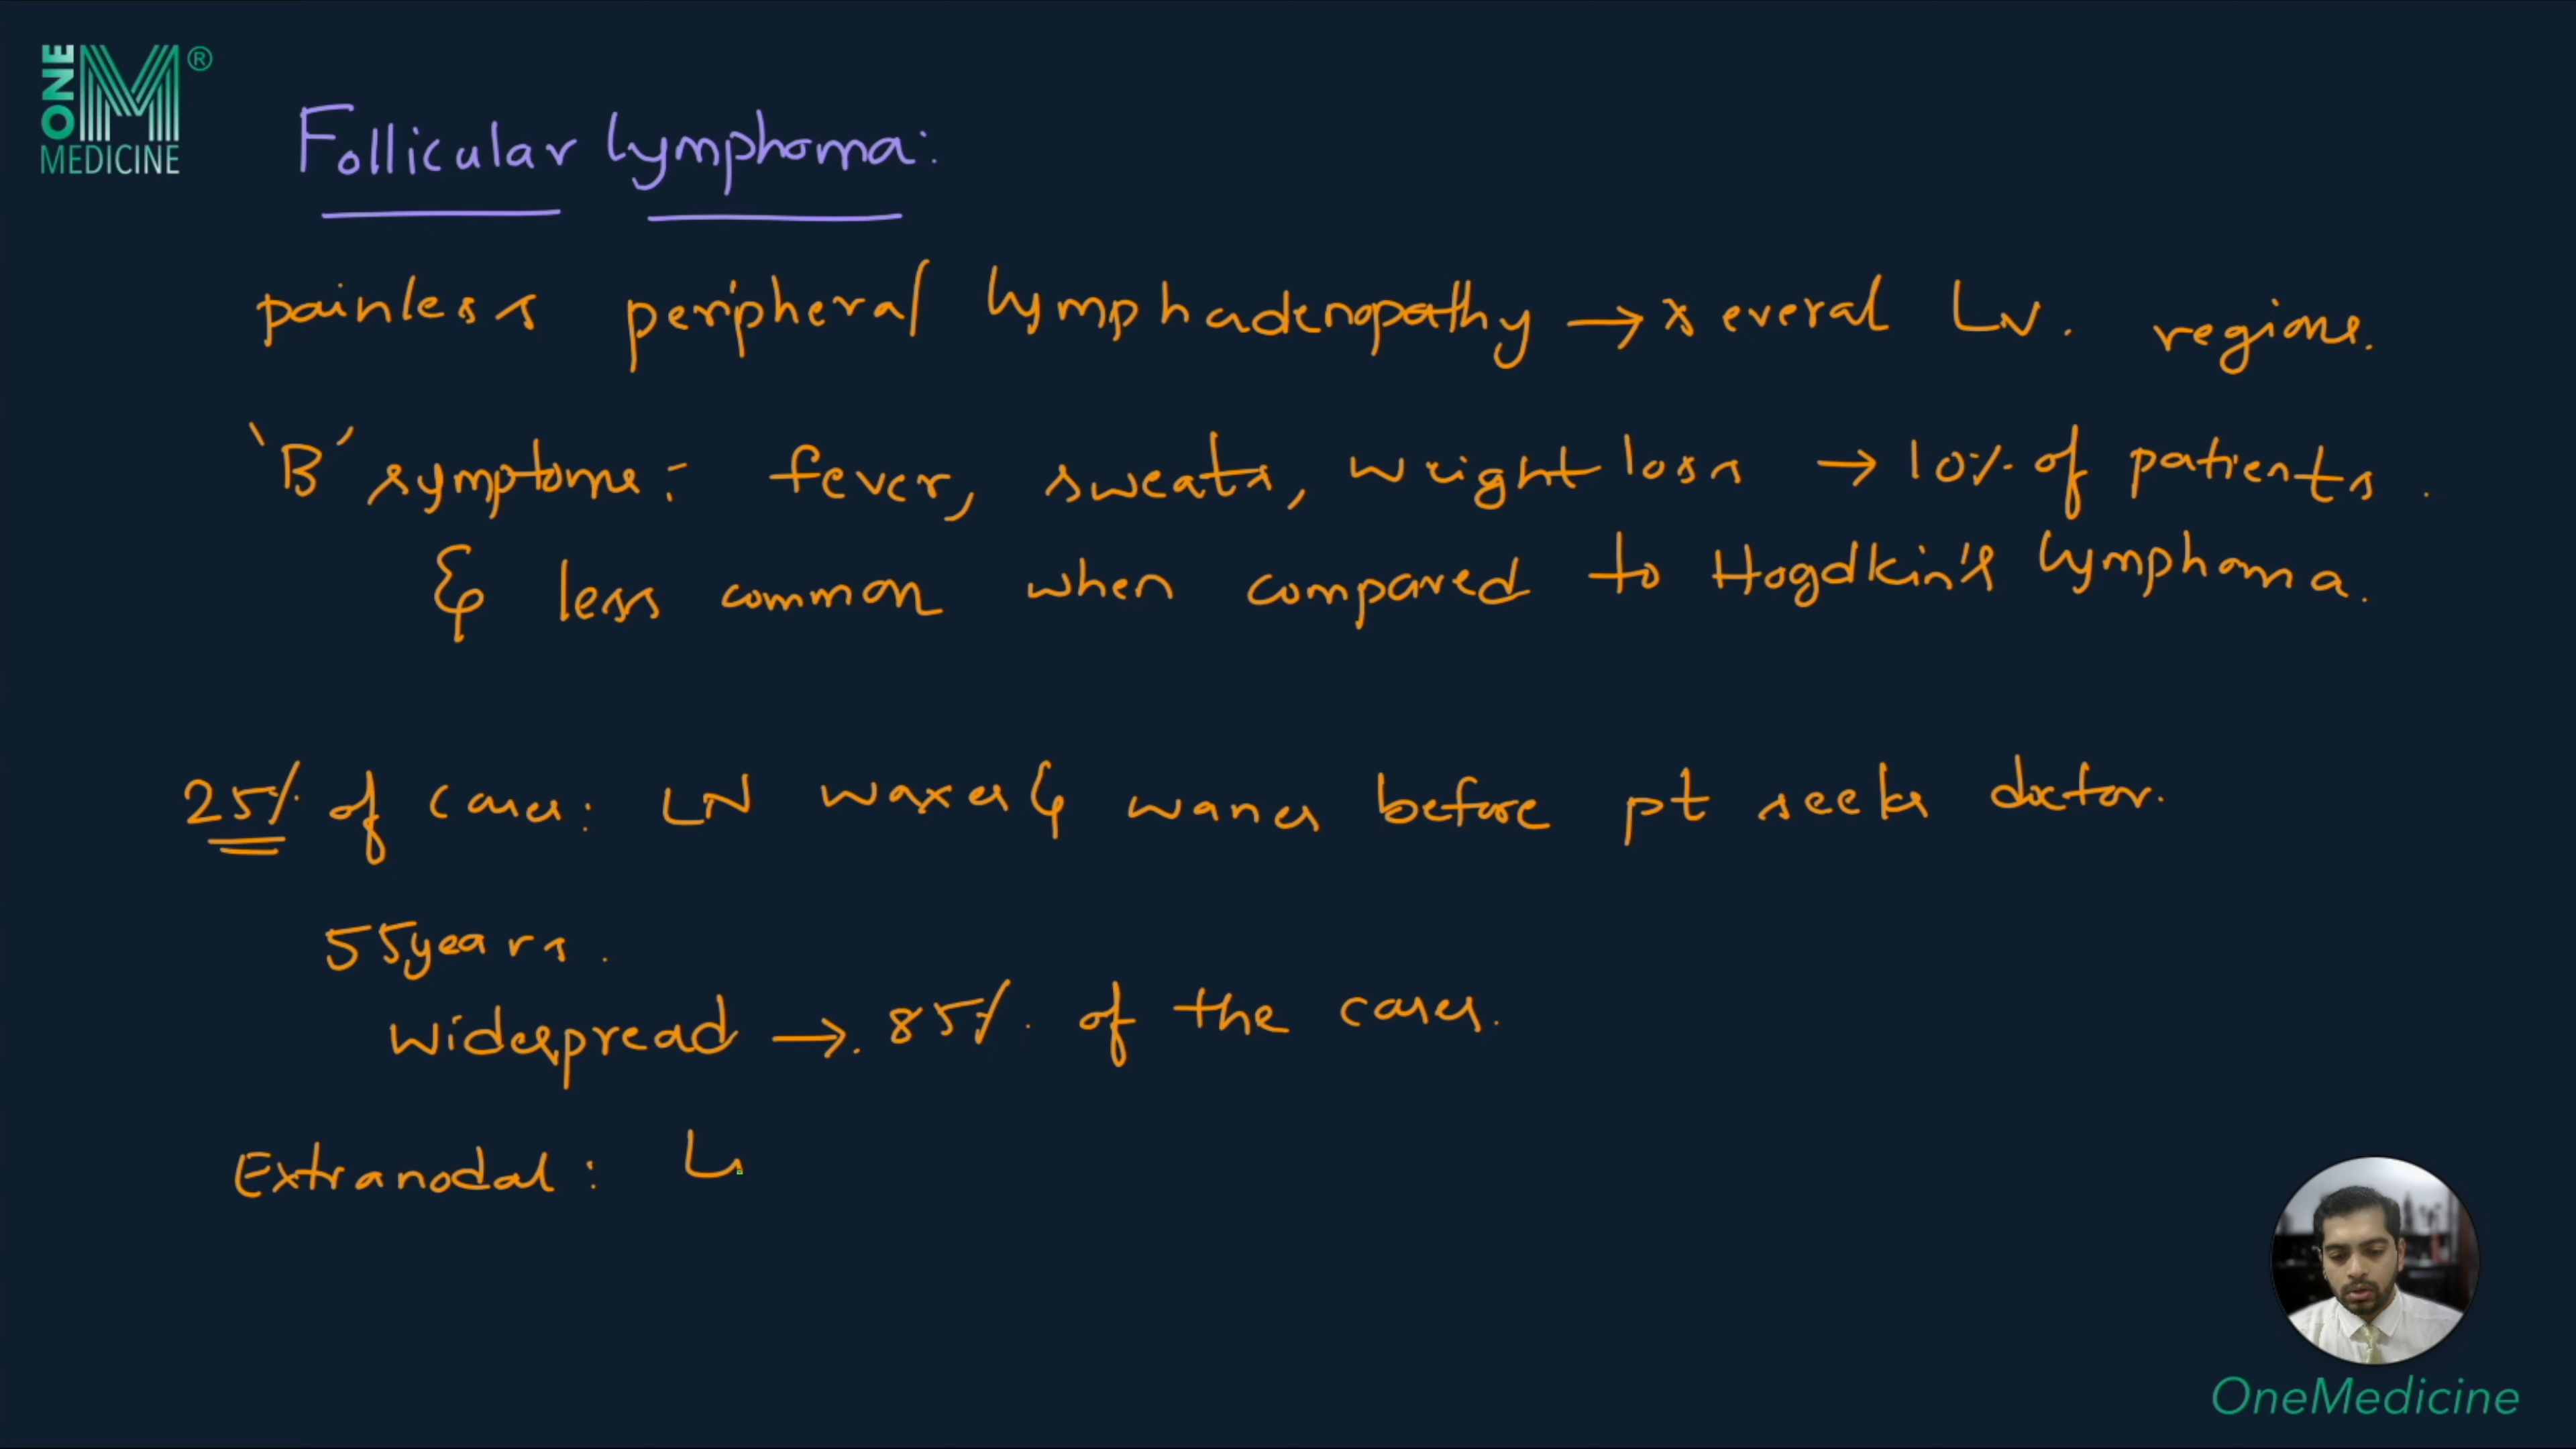 ONE M ®
MEDICINE
Follicular lymphoma:
painless peripheral lymphadenopathy → several LN. regions.
'B' symptoms: fever, sweats, weight loss → 10% of patients.
& less common when compared to Hogdkin's lymphoma.
25% of cases: LN waxes & wanes before pt seeks doctor.
55years.
Widespread →. 85%. of the cases.
Extranodal: L
OneMedicine